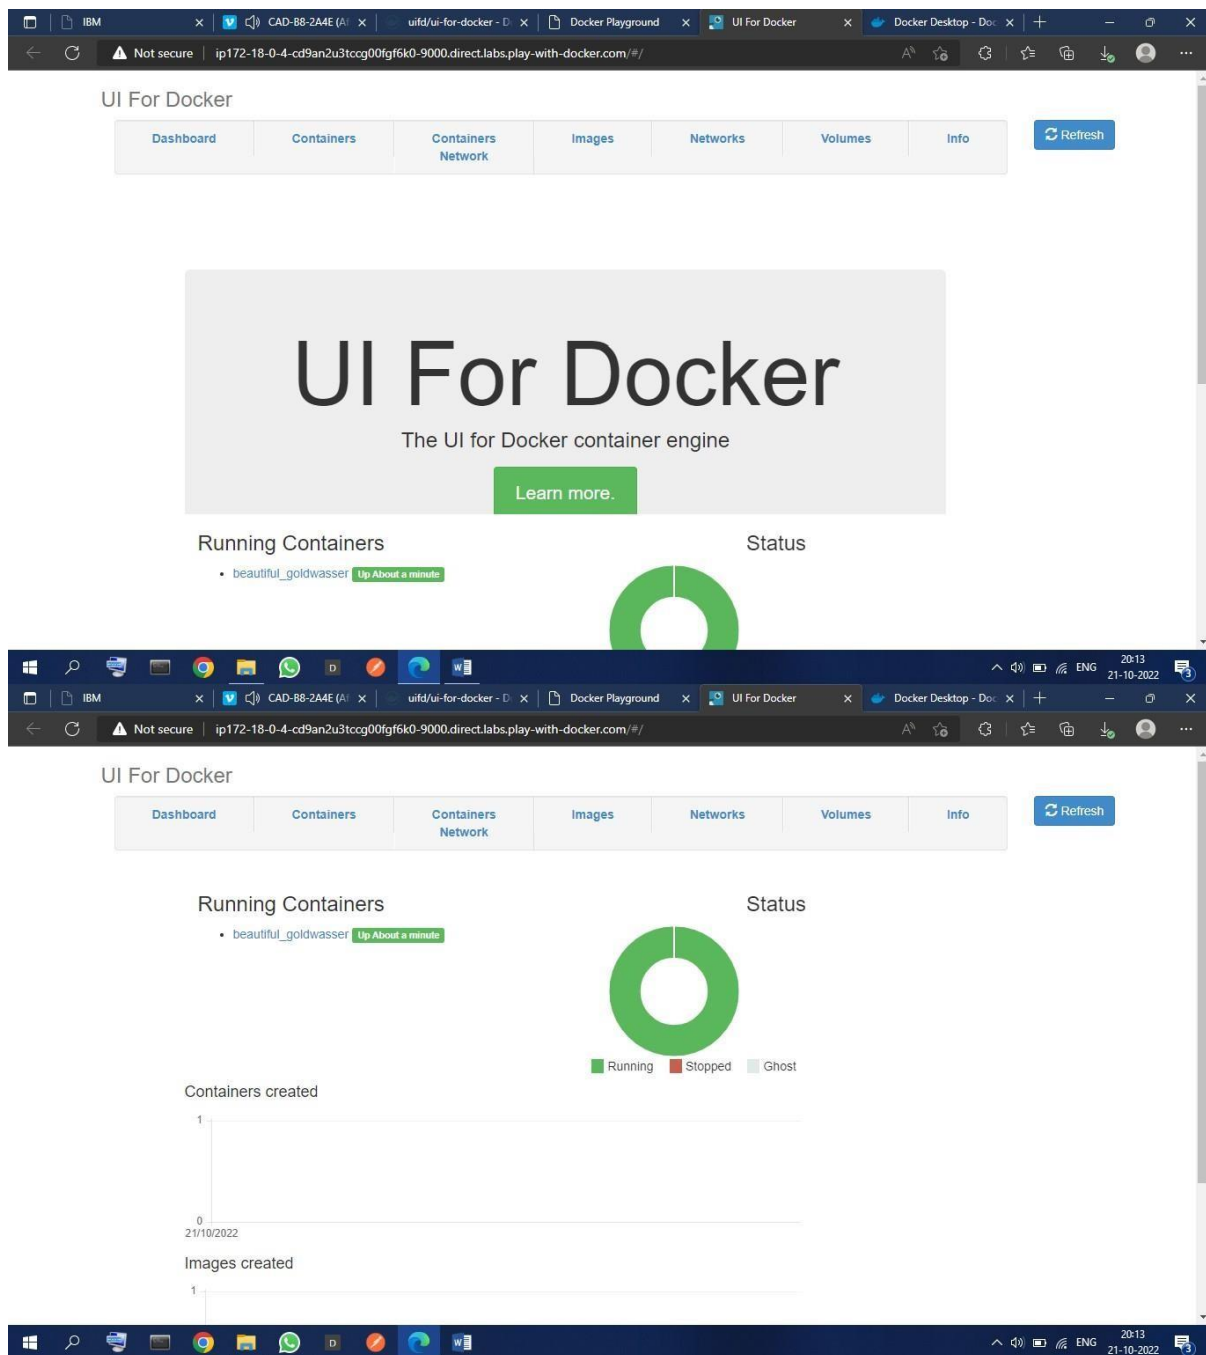 IBM
CAD-B8-2A4E (Af
uifd/ui-for-docker - D
Docker Playground
UI For Docker
Docker Desktop - Doc
Not secure | ip172-18-0-4-cd9an2u3tccg00fgf6k0-9000.direct.labs.play-with-docker.com/#/
UI For Docker
Dashboard
Containers
Containers
Network
Images
Networks
Volumes
Info
Refresh
UI For Docker
The UI for Docker container engine
Learn more.
Running Containers
Status
beautiful_goldwasser Up About a minute
ENG
20:13
21-10-2022
3
IBM
CAD-B8-2A4E (Af
uifd/ui-for-docker - D
Docker Playground
UI For Docker
Docker Desktop - Doc
Not secure | ip172-18-0-4-cd9an2u3tccg00fgf6k0-9000.direct.labs.play-with-docker.com/#/
UI For Docker
Dashboard
Containers
Containers
Network
Images
Networks
Volumes
Info
Refresh
Running Containers
Status
beautiful_goldwasser Up About a minute
Running Stopped Ghost
Containers created
1
0
21/10/2022
Images created
1
ENG
20:13
21-10-2022
3